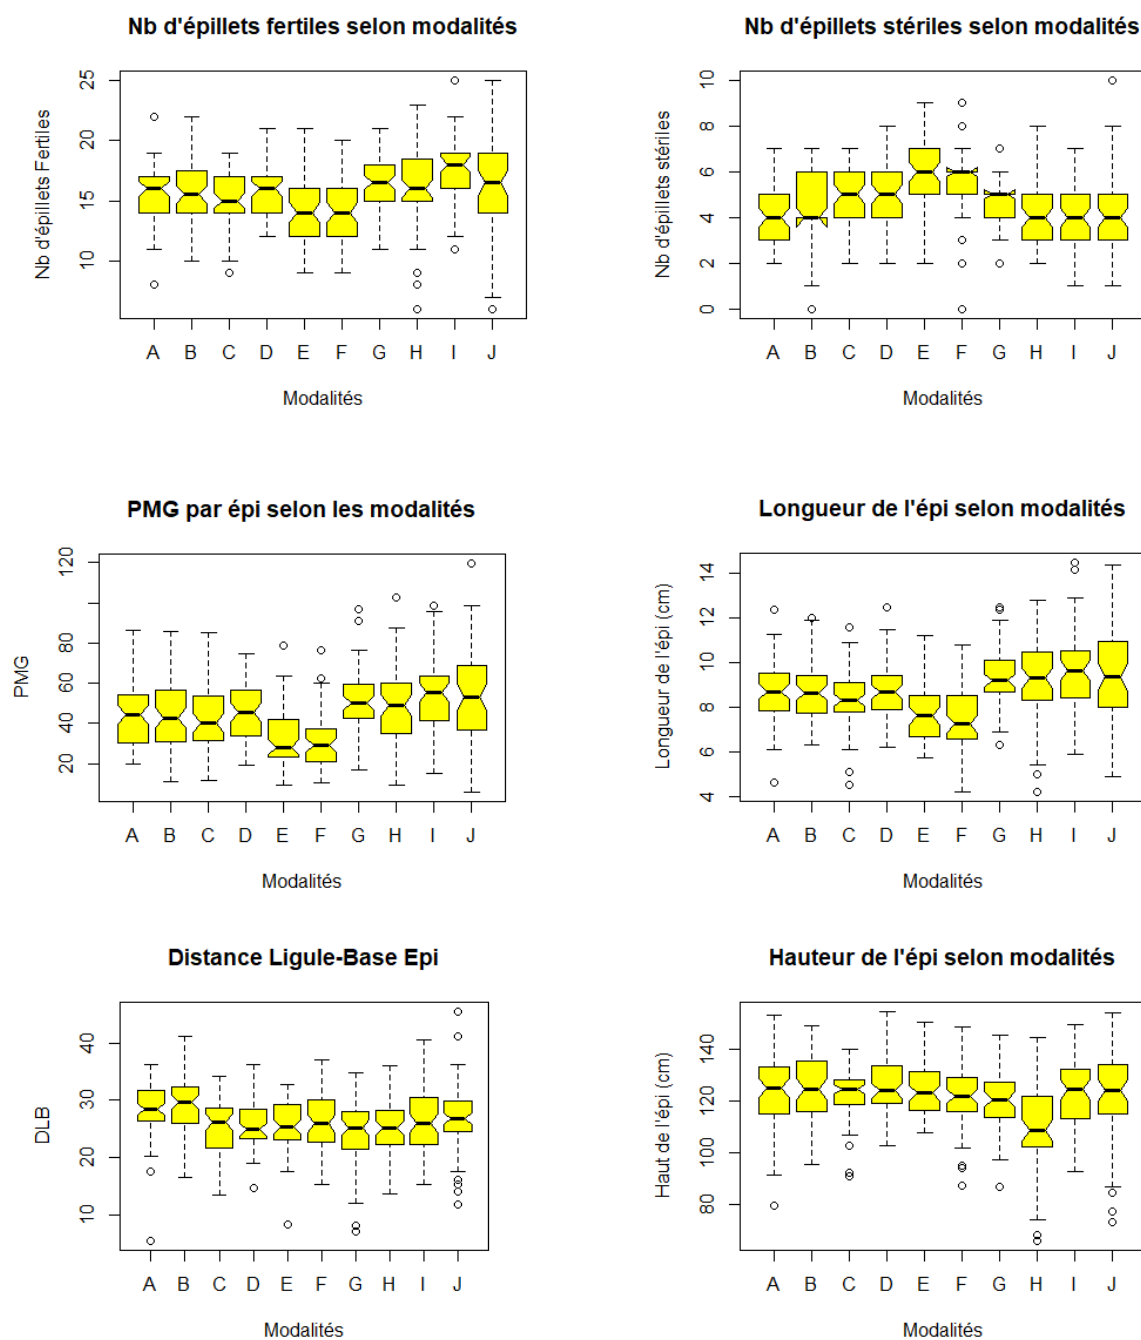 Nb d'épillets fertiles selon modalités
Nb d'épillets Fertiles
25
20
15
10
A B C D E F G H I J
Modalités
Nb d'épillets stériles selon modalités
Nb d'épillets stériles
10
8
6
4
2
0
A B C D E F G H I J
Modalités
PMG par épi selon les modalités
PMG
120
80
60
40
20
A B C D E F G H I J
Modalités
Longueur de l'épi selon modalités
Longueur de l'épi (cm)
14
12
10
8
6
4
A B C D E F G H I J
Modalités
Distance Ligule-Base Epi
DLB
40
30
20
10
A B C D E F G H I J
Modalités
Hauteur de l'épi selon modalités
Haut de l'épi (cm)
140
120
100
80
A B C D E F G H I J
Modalités